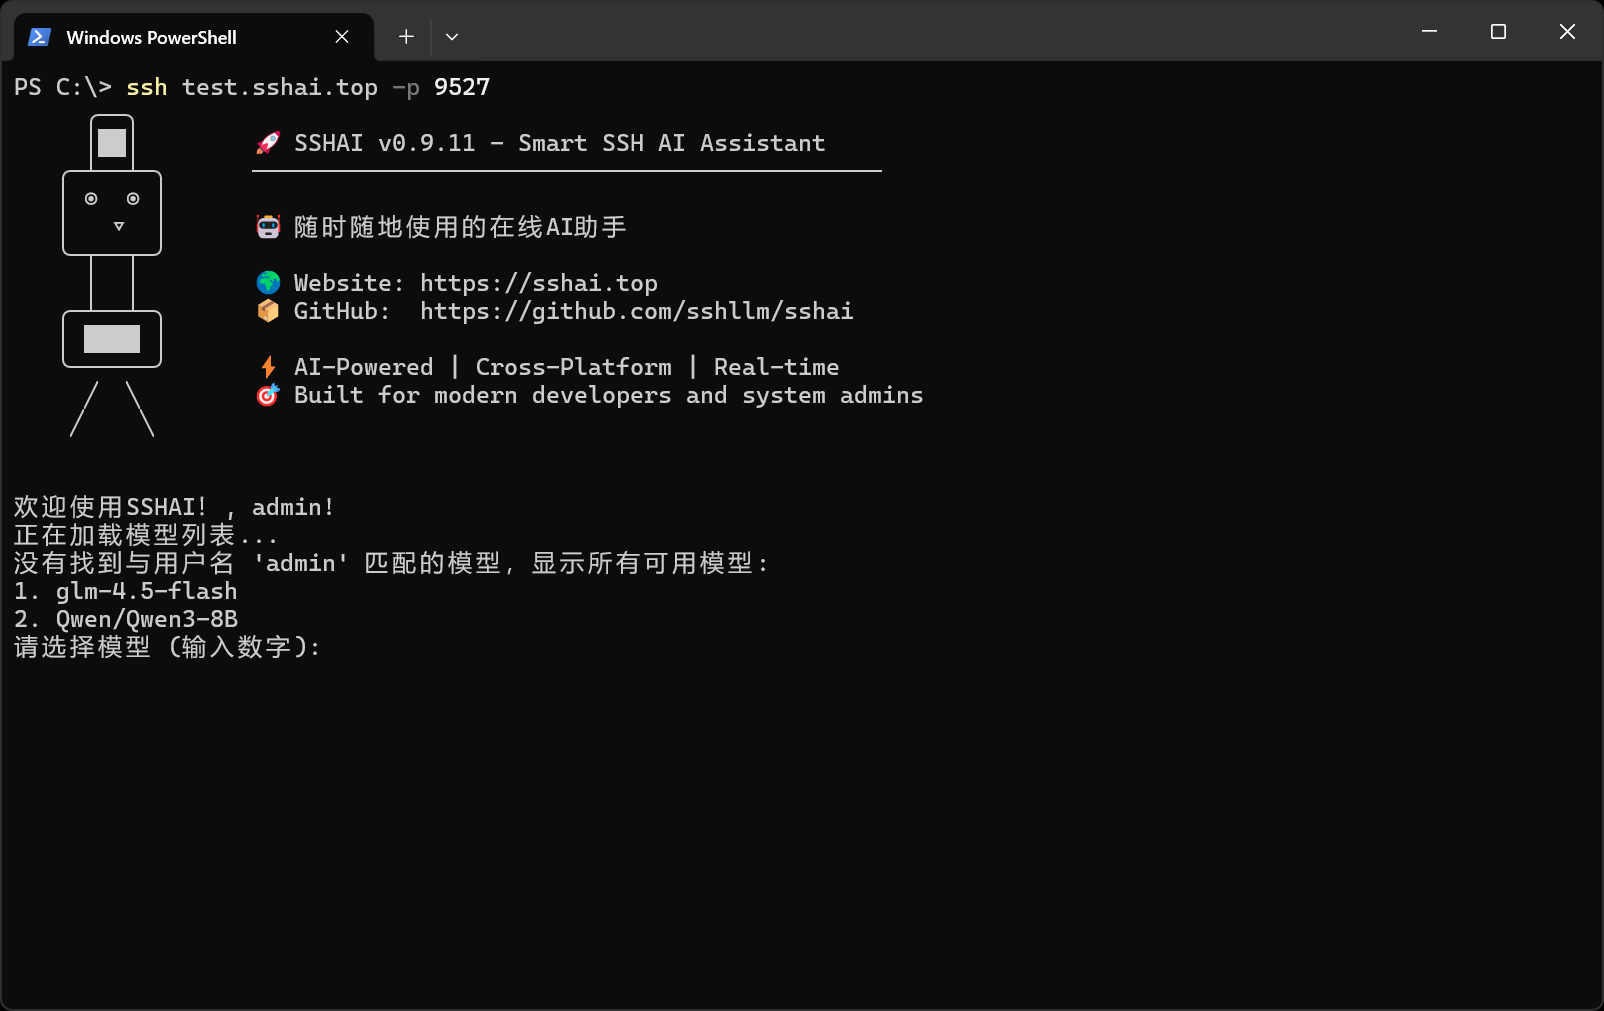 Windows PowerShell
PS C:\> ssh test.sshai.top -p 9527
🚀 SSHAI v0.9.11 - Smart SSH AI Assistant
🤖 随时随地使用的在线AI助手
🌍 Website: https://sshai.top
📦 GitHub:  https://github.com/sshllm/sshai
⚡ AI-Powered | Cross-Platform | Real-time
🎯 Built for modern developers and system admins
欢迎使用SSHAI! , admin!
正在加载模型列表...
没有找到与用户名 'admin' 匹配的模型，显示所有可用模型:
1. glm-4.5-flash
2. Qwen/Qwen3-8B
请选择模型 (输入数字):